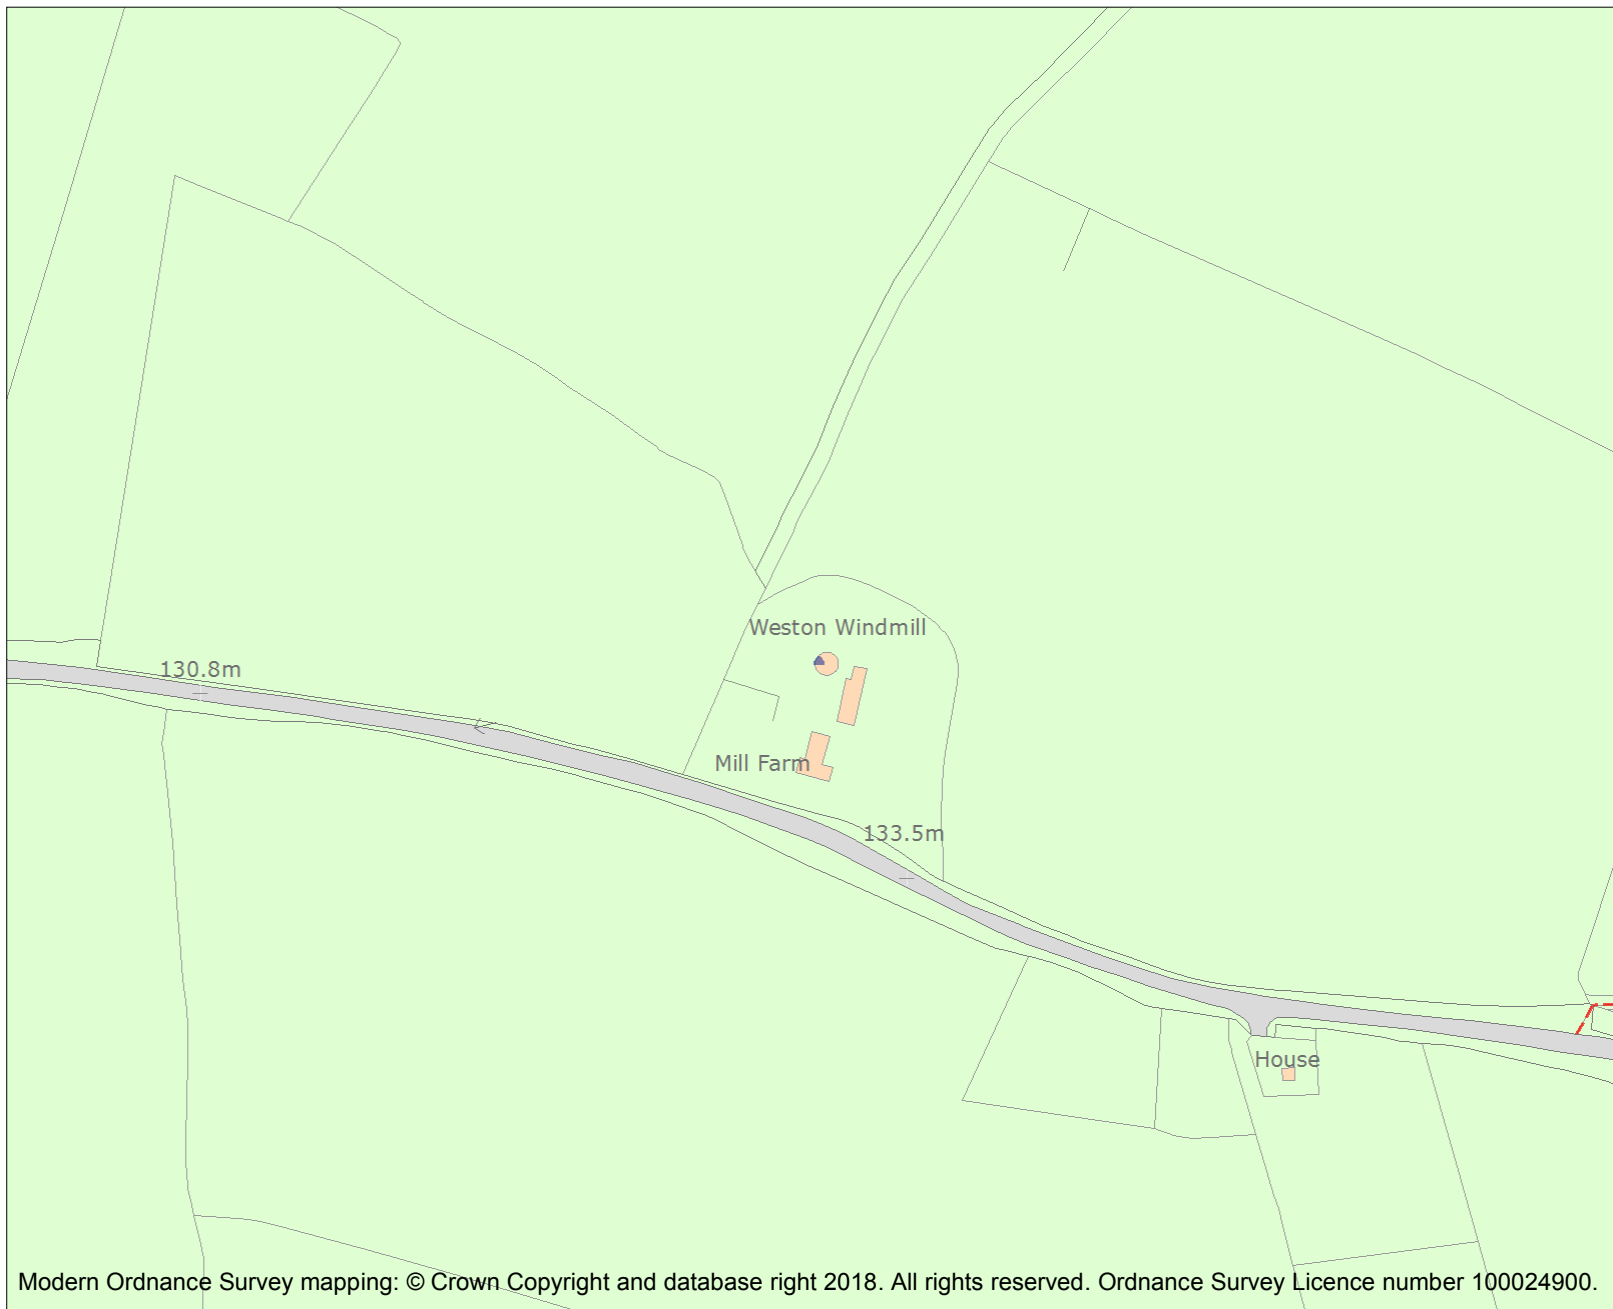 Weston Windmill
130.8m
Mill Farm
133.5m
House
Modern Ordnance Survey mapping: © Crown Copyright and database right 2018. All rights reserved. Ordnance Survey Licence number 100024900.